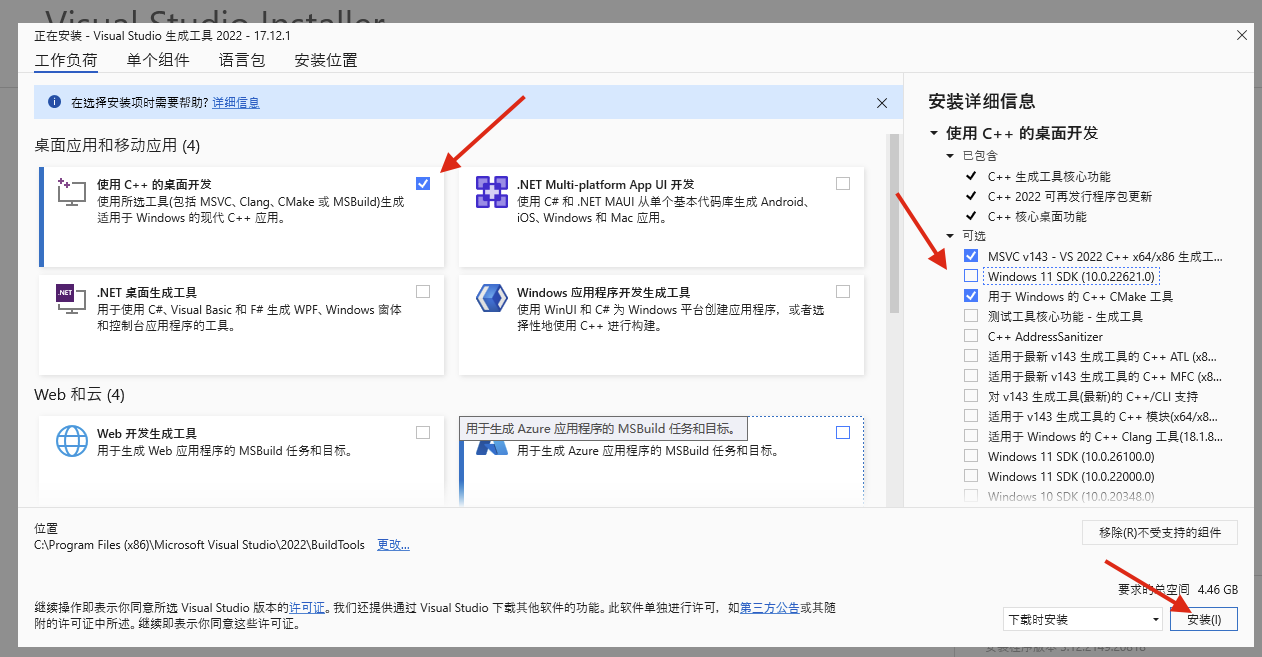 Visual Studio Installer
正在安装 - Visual Studio 生成工具 2022 - 17.12.1
工作负荷 单个组件 语言包 安装位置
在选择安装项时需要帮助? 详细信息
桌面应用和移动应用 (4)
使用 C++ 的桌面开发
使用所选工具(包括 MSVC、Clang、CMake 或 MSBuild)生成
适用于 Windows 的现代 C++ 应用。
.NET Multi-platform App UI 开发
使用 C# 和 .NET MAUI 从单个基本代码库生成 Android、
iOS、Windows 和 Mac 应用。
.NET
.NET 桌面生成工具
用于使用 C#、Visual Basic 和 F# 生成 WPF、Windows 窗体
和控制台应用程序的工具。
Windows 应用程序开发生成工具
使用 WinUI 和 C# 为 Windows 平台创建应用程序，或者选
择性地使用 C++ 进行构建。
Web 和云 (4)
Web 开发生成工具
用于生成 Web 应用程序的 MSBuild 任务和目标。
用于生成 Azure 应用程序的 MSBuild 任务和目标。
用于生成 Azure 应用程序的 MSBuild 任务和目标。
安装详细信息
使用 C++ 的桌面开发
已包含
C++ 生成工具核心功能
C++ 2022 可再发行程序包更新
C++ 核心桌面功能
可选
MSVC v143 - VS 2022 C++ x64/x86 生成工...
Windows 11 SDK (10.0.22621.0)
用于 Windows 的 C++ CMake 工具
测试工具核心功能 - 生成工具
C++ AddressSanitizer
适用于最新 v143 生成工具的 C++ ATL (x8...
适用于最新 v143 生成工具的 C++ MFC (x8...
对 v143 生成工具(最新)的 C++/CLI 支持
适用于 v143 生成工具的 C++ 模块(x64/x8...
适用于 Windows 的 C++ Clang 工具(18.1.8...
Windows 11 SDK (10.0.26100.0)
Windows 11 SDK (10.0.22000.0)
Windows 10 SDK (10.0.20348.0)
位置
C:\Program Files (x86)\Microsoft Visual Studio\2022\BuildTools 更改...
移除(R)不受支持的组件
要求的总空间 4.46 GB
继续操作即表示你同意所选 Visual Studio 版本的许可证。我们还提供通过 Visual Studio 下载其他软件的功能。此软件单独进行许可，如第三方公告或其随
附的许可证中所述。继续即表示你同意这些许可证。
下载时安装
安装(I)